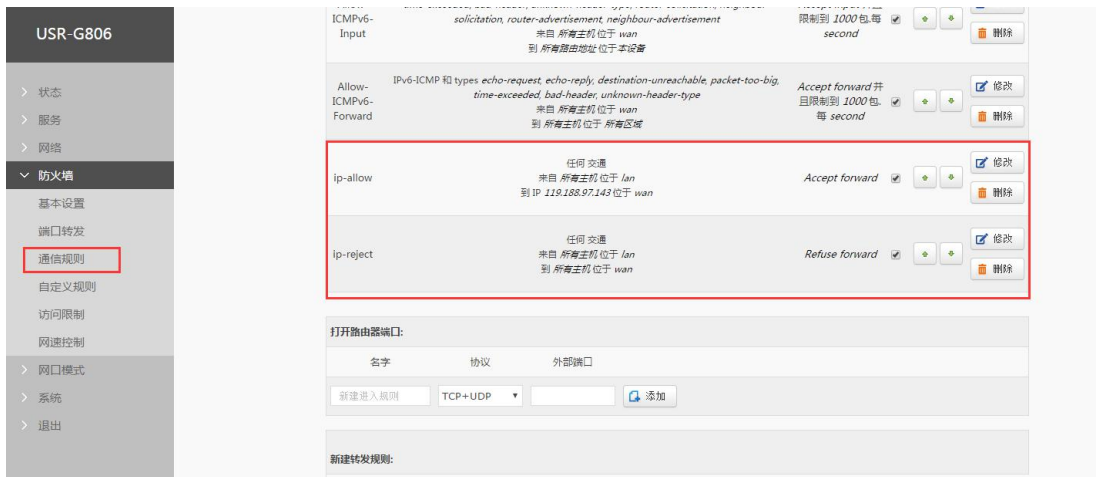 USR-G806
状态
服务
网络
防火墙
基本设置
端口转发
通信规则
自定义规则
访问限制
网速控制
网口模式
系统
退出
ICMPv6-
Input
solicitation, router-advertisement, neighbour-advertisement
来自 所有主机 位于 wan
到 所有路由地址 位于 本设备
限制到 1000 包.每
second
删除
Allow-
ICMPv6-
Forward
IPv6-ICMP 和 types echo-request, echo-reply, destination-unreachable, packet-too-big,
time-exceeded, bad-header, unknown-header-type
来自 所有主机 位于 wan
到 所有主机 位于 所有区域
Accept forward 并
且限制到 1000 包.
每 second
修改
删除
ip-allow
任何 交通
来自 所有主机 位于 lan
到 IP 119.188.97.143 位于 wan
Accept forward
修改
删除
ip-reject
任何 交通
来自 所有主机 位于 lan
到 所有主机 位于 wan
Refuse forward
修改
删除
打开路由器端口:
名字 协议 外部端口
新建进入规则 TCP+UDP 添加
新建转发规则: